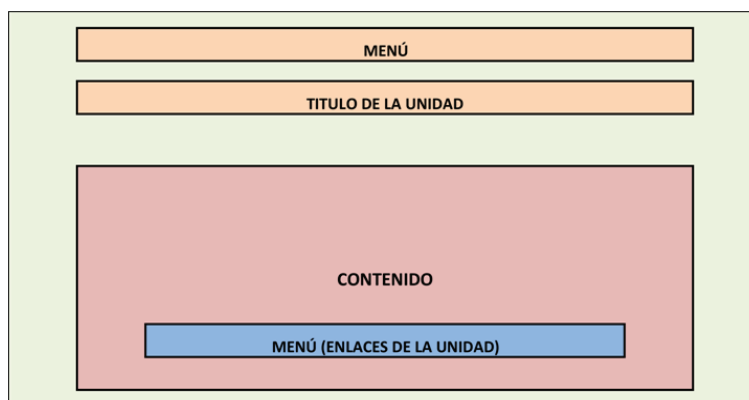 MENÚ
TITULO DE LA UNIDAD
CONTENIDO
MENÚ (ENLACES DE LA UNIDAD)